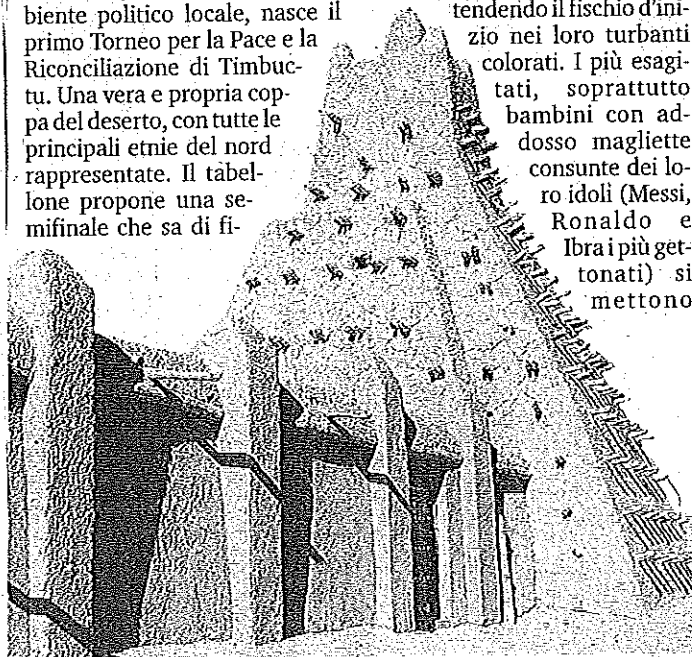 biente politico locale, nasce il
primo Torneo per la Pace e la
Riconciliazione di Timbuc-
tu. Una vera e propria cop-
pa del deserto, con tutte le
principali etnie del nord
rappresentate. Il tabel-
lone propone una se-
mifinale che sa di fi-
tendendo il fischio d'ini-
zio nei loro turbanti
colorati. I più esagi-
tati, soprattutto
bambini con ad-
dosso magliette
consunte dei lo-
ro idoli (Messi,
Ronaldo e
Ibra i più get-
tonati) si
mettono